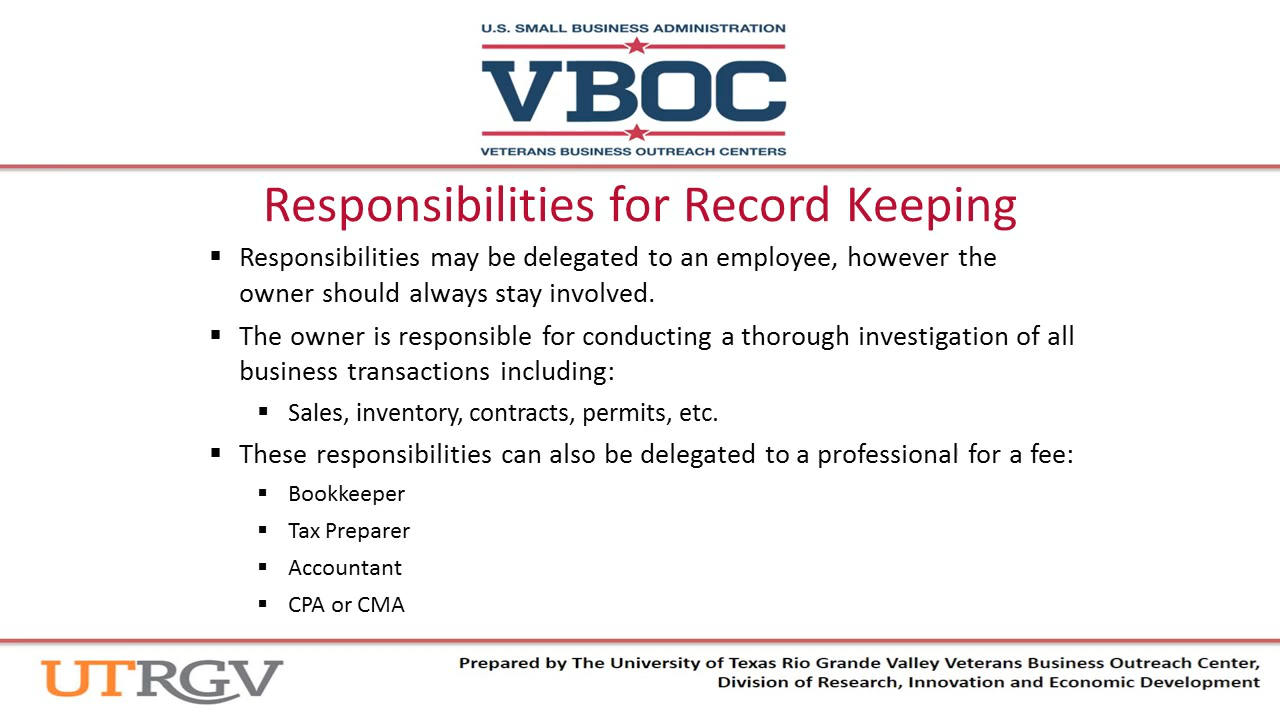 U.S. SMALL BUSINESS ADMINISTRATION
VBOC
VETERANS BUSINESS OUTREACH CENTERS
Responsibilities for Record Keeping
▪ Responsibilities may be delegated to an employee, however the
owner should always stay involved.
▪ The owner is responsible for conducting a thorough investigation of all
business transactions including:
▪ Sales, inventory, contracts, permits, etc.
▪ These responsibilities can also be delegated to a professional for a fee:
▪ Bookkeeper
▪ Tax Preparer
▪ Accountant
▪ CPA or CMA
UTRGV
Prepared by The University of Texas Rio Grande Valley Veterans Business Outreach Center,
Division of Research, Innovation and Economic Development